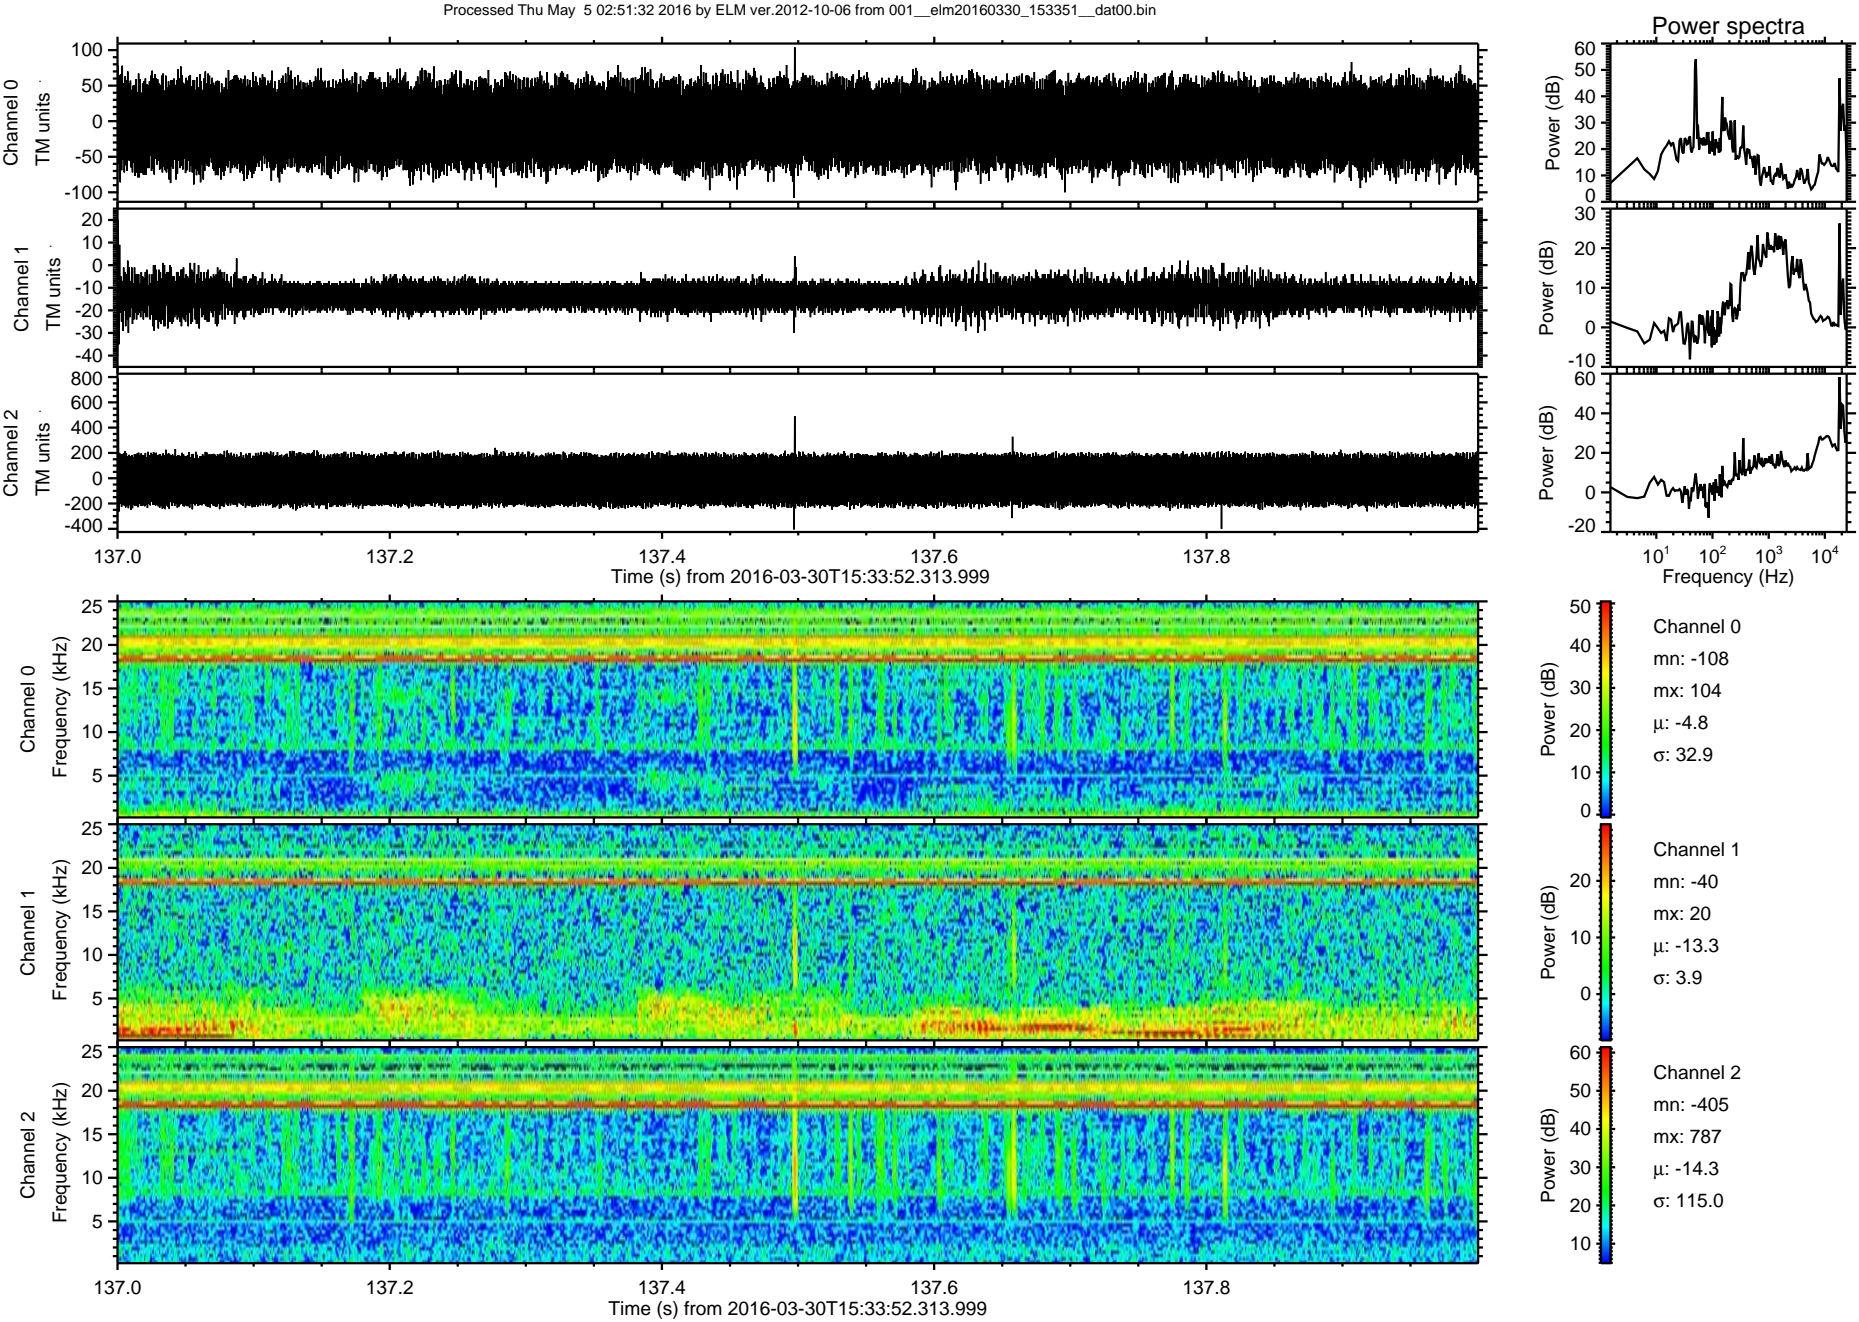 Processed Thu May  5 02:51:32 2016 by ELM ver.2012-10-06 from 001__elm20160330_153351__dat00.bin
Power spectra
Channel 0
TM units
100
50
0
-50
-100
Power (dB)
60
50
40
30
20
10
0
Channel 1
TM units
20
10
0
-10
-20
-30
-40
Power (dB)
30
20
10
0
-10
Channel 2
TM units
800
600
400
200
0
-200
-400
Power (dB)
60
40
20
0
-20
137.0 137.2 137.4 137.6 137.8
Time (s) from 2016-03-30T15:33:52.313.999
10^1 10^2 10^3 10^4
Frequency (Hz)
Channel 0
Frequency (kHz)
25
20
15
10
5
Power (dB)
50
40
30
20
10
0
Channel 0
mn: -108
mx: 104
μ: -4.8
σ: 32.9
Channel 1
Frequency (kHz)
25
20
15
10
5
Power (dB)
20
10
0
Channel 1
mn: -40
mx: 20
μ: -13.3
σ: 3.9
Channel 2
Frequency (kHz)
25
20
15
10
5
Power (dB)
60
50
40
30
20
10
Channel 2
mn: -405
mx: 787
μ: -14.3
σ: 115.0
137.0 137.2 137.4 137.6 137.8
Time (s) from 2016-03-30T15:33:52.313.999